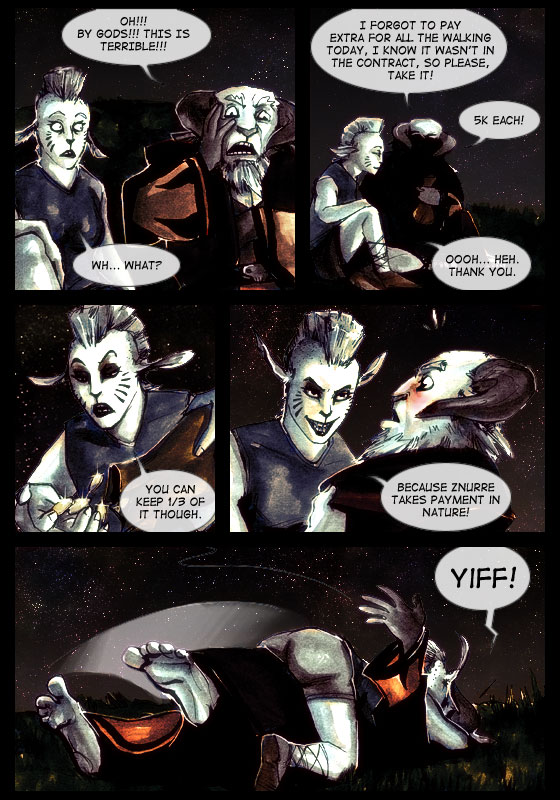 OH!!!
BY GODS!!! THIS IS
TERRIBLE!!!
WH... WHAT?
I FORGOT TO PAY
EXTRA FOR ALL THE WALKING
TODAY, I KNOW IT WASN'T IN
THE CONTRACT, SO PLEASE,
TAKE IT!
5K EACH!
OOOH... HEH.
THANK YOU.
YOU CAN
KEEP 1/3 OF
IT THOUGH.
BECAUSE ZNURRE
TAKES PAYMENT IN
NATURE!
YIFF!